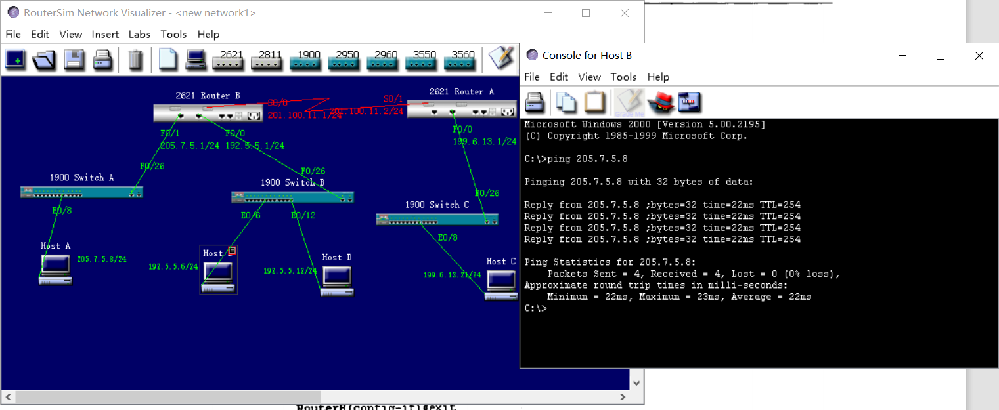 RouterSim Network Visualizer - <new network1>
File Edit View Insert Labs Tools Help
2621 2811 1900 2950 2960 3550 3560
2621 Router B
2621 Router A
S0/0
S0/1
201.100.11.1/24
201.100.11.2/24
F0/1
F0/0
F0/0
205.7.5.1/24 192.5.5.1/24
199.6.13.1/24
F0/26
F0/26
F0/26
1900 Switch A
1900 Switch B
1900 Switch C
E0/8
E0/6
E0/12
E0/8
Host A
Host
Host D
Host C
205.7.5.8/24
192.5.5.6/24
192.5.5.12/24
199.6.13.21/24
Console for Host B
File Edit View Tools Help
Grade Me
Microsoft Windows 2000 [Version 5.00.2195]
(C) Copyright 1985-1999 Microsoft Corp.
C:\>ping 205.7.5.8
Pinging 205.7.5.8 with 32 bytes of data:
Reply from 205.7.5.8 ;bytes=32 time=22ms TTL=254
Reply from 205.7.5.8 ;bytes=32 time=22ms TTL=254
Reply from 205.7.5.8 ;bytes=32 time=22ms TTL=254
Reply from 205.7.5.8 ;bytes=32 time=22ms TTL=254
Ping Statistics for 205.7.5.8:
Packets Sent = 4, Received = 4, Lost = 0 (0% loss),
Approximate round trip times in milli-seconds:
Minimum = 22ms, Maximum = 23ms, Average = 22ms
C:\>
RouterB(config-if)#exit